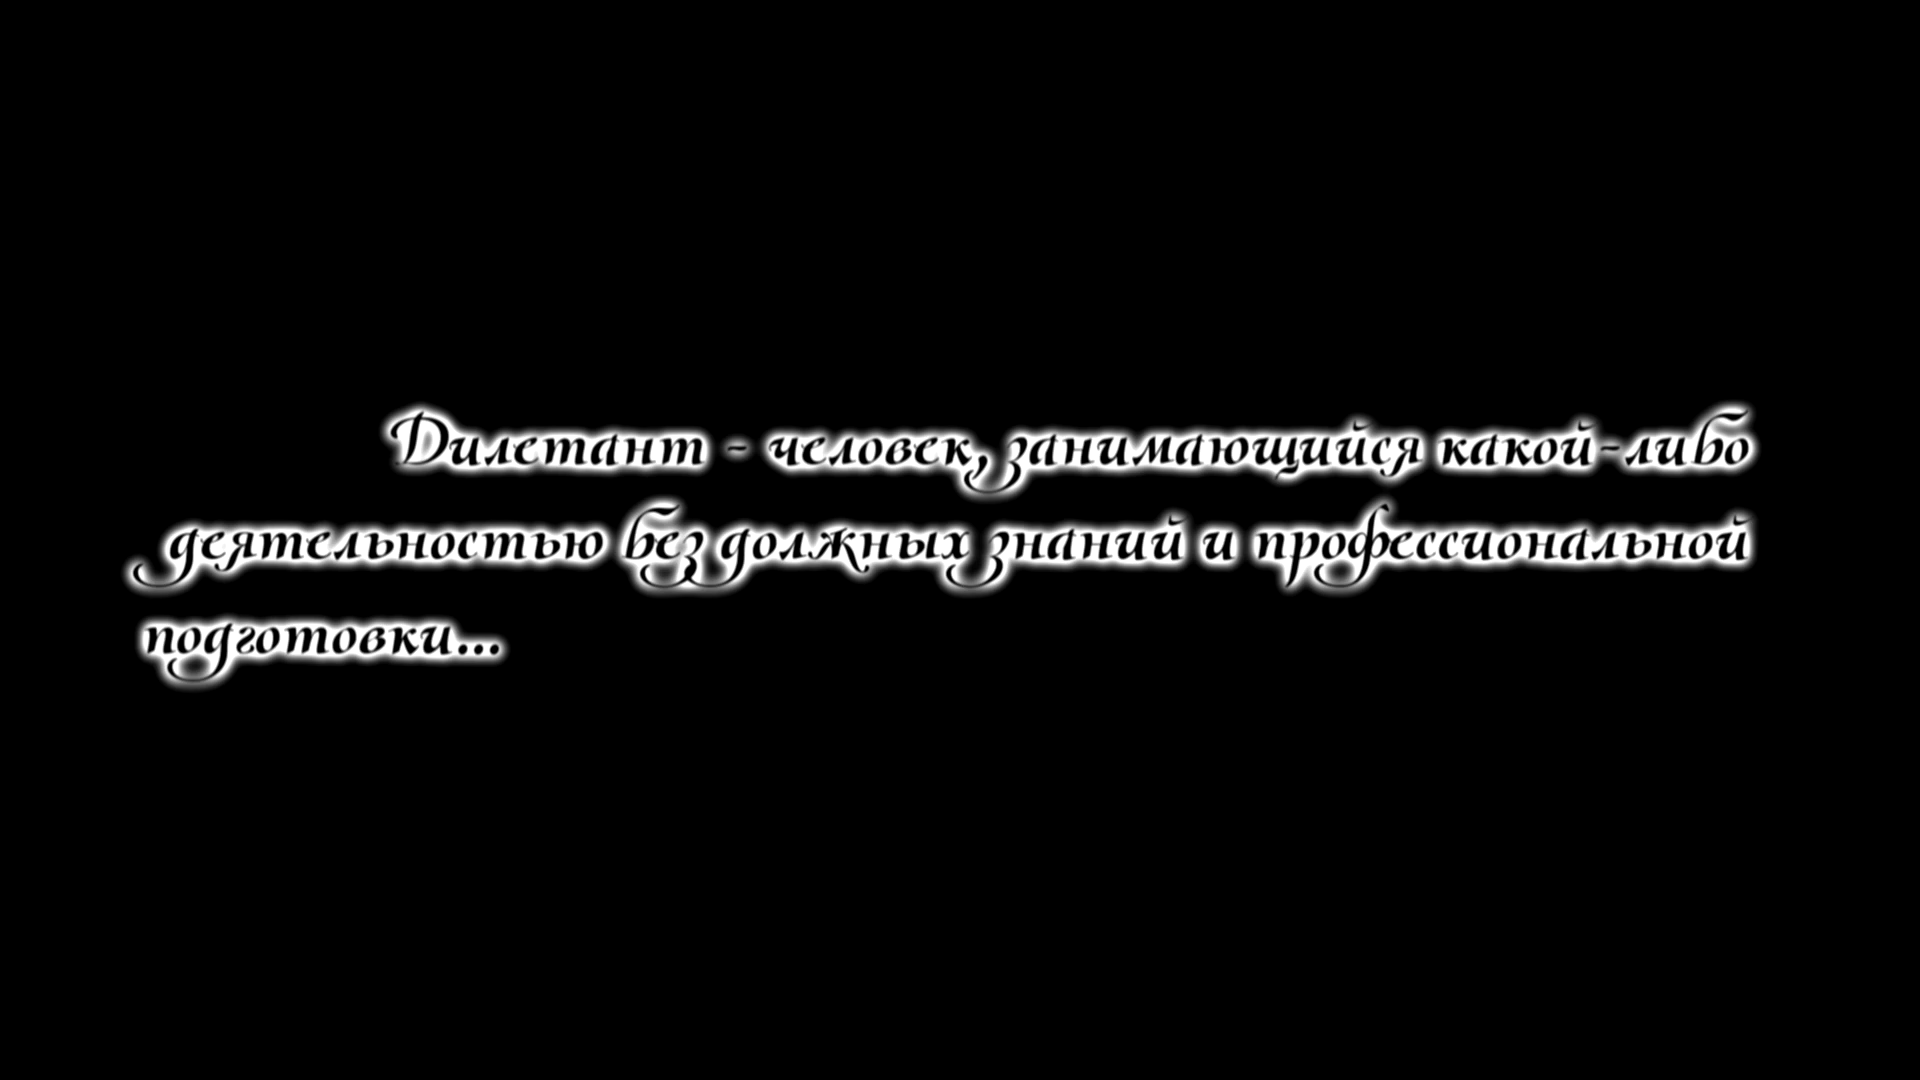 Дилетант - человек, занимающийся какой-либо
деятельностью без должных знаний и профессиональной
подготовки...